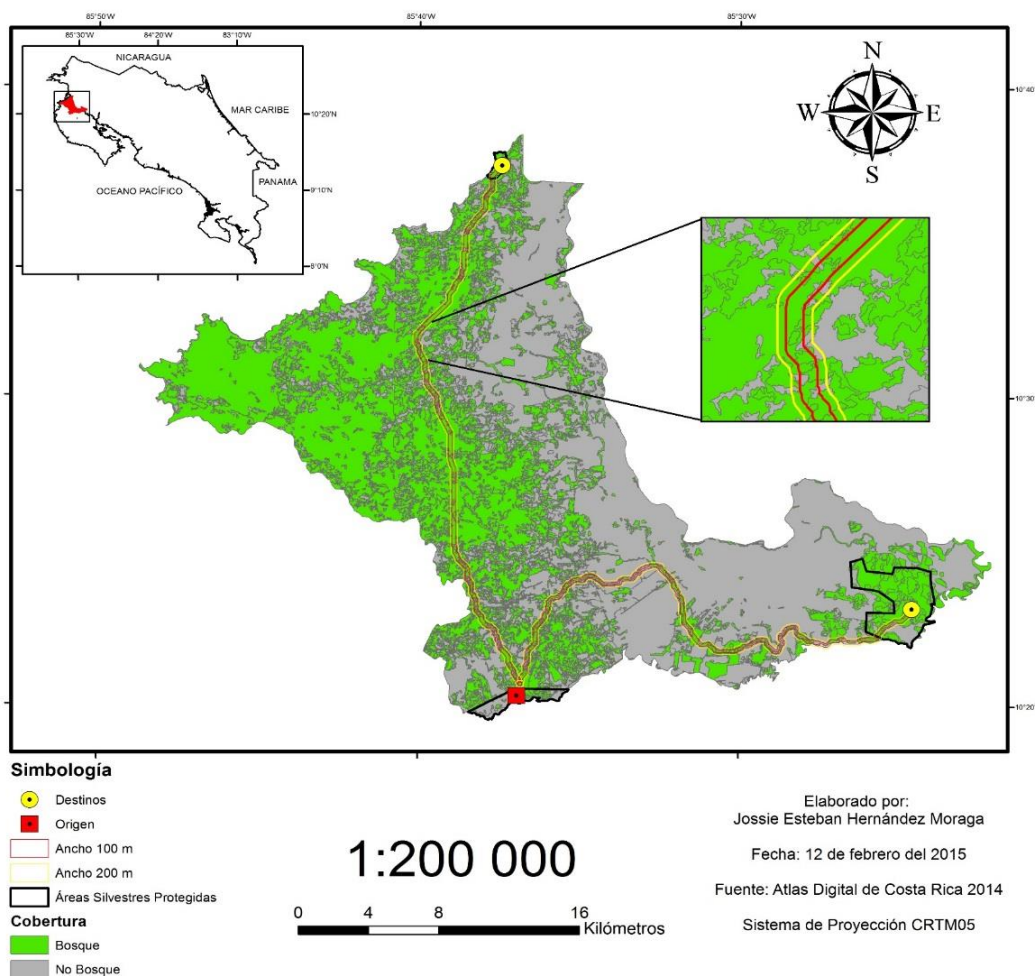 85°50'W
85°40'W
85°30'W
85°30'W
84°20'W
83°10'W
NICARAGUA
MAR CARIBE
PANAMA
OCEANO PACÍFICO
10°20'N
9°10'N
8°0'N
N
W
E
S
10°40'N
10°30'N
10°20'N
Simbología
Destinos
Origen
Ancho 100 m
Ancho 200 m
Áreas Silvestres Protegidas
Cobertura
Bosque
No Bosque
1:200 000
0 4 8 16
Kilómetros
Elaborado por:
Jossie Esteban Hernández Moraga
Fecha: 12 de febrero del 2015
Fuente: Atlas Digital de Costa Rica 2014
Sistema de Proyección CRTM05